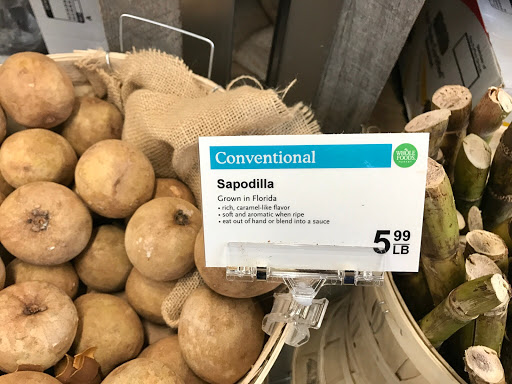 Conventional
WHOLE
FOODS
MARKET
Sapodilla
Grown in Florida
• rich, caramel-like flavor
• soft and aromatic when ripe
• eat out of hand or blend into a sauce
5 99
LB